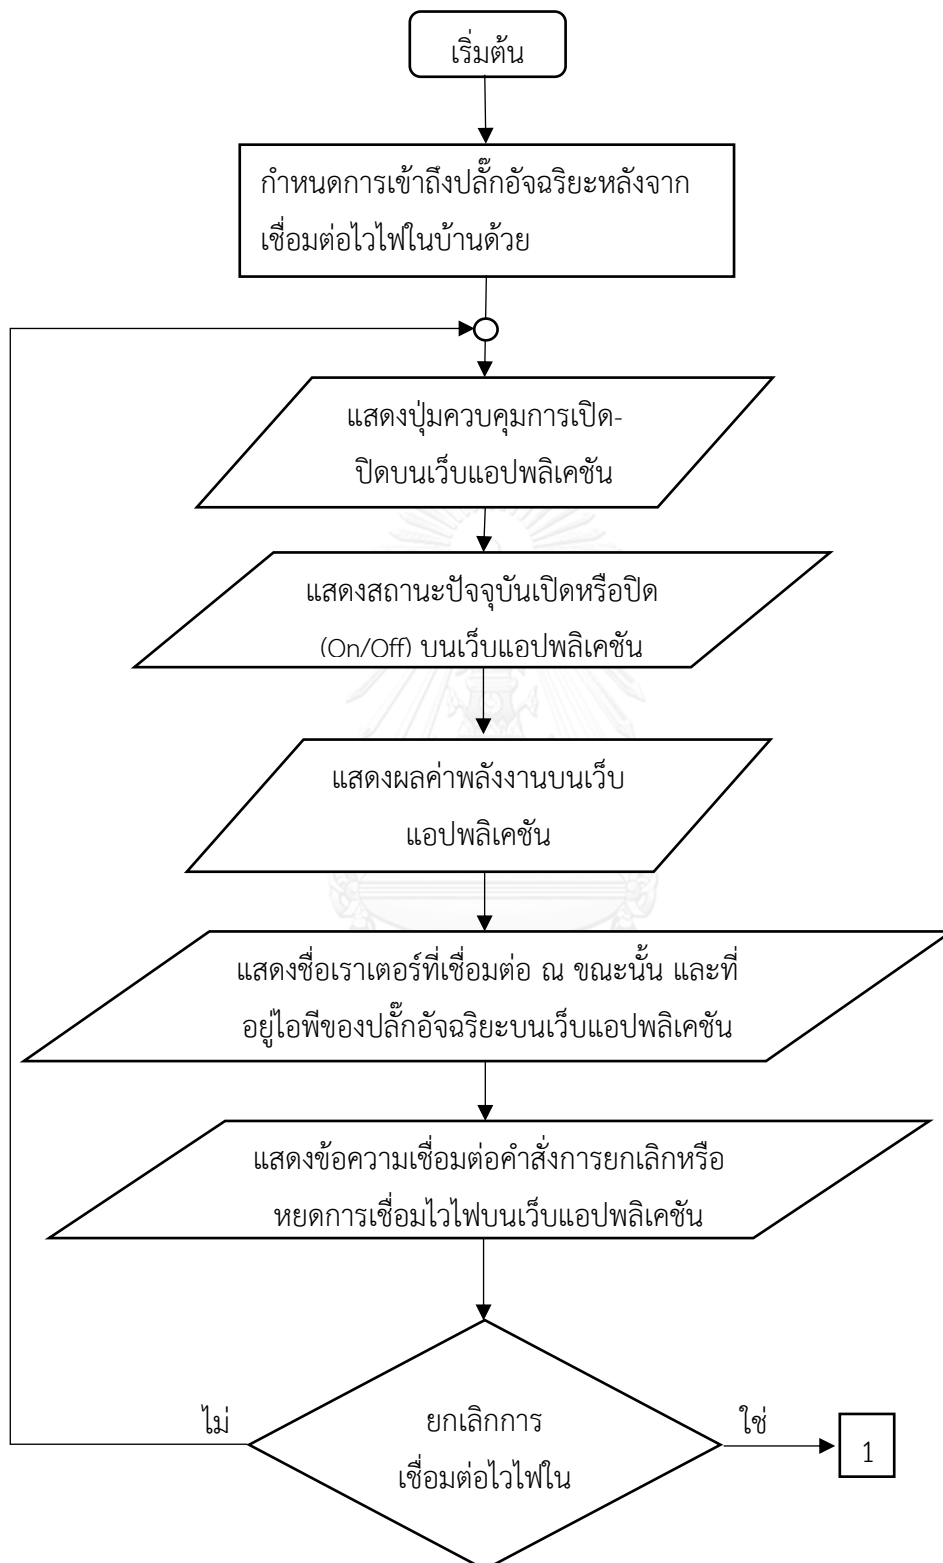 เริ่มต้น
กำหนดการเข้าถึงปลั๊กอัจฉริยะหลังจาก
เชื่อมต่อไวไฟในบ้านด้วย
แสดงปุ่มควบคุมการเปิด-
ปิดบนเว็บแอปพลิเคชัน
แสดงสถานะปัจจุบันเปิดหรือปิด
(On/Off) บนเว็บแอปพลิเคชัน
แสดงผลค่าพลังงานบนเว็บ
แอปพลิเคชัน
แสดงชื่อเราเตอร์ที่เชื่อมต่อ ณ ขณะนั้น และที่
อยู่ไอพีของปลั๊กอัจฉริยะบนเว็บแอปพลิเคชัน
แสดงข้อความเชื่อมต่อคำสั่งการยกเลิกหรือ
หยดการเชื่อมไวไฟบนเว็บแอปพลิเคชัน
ไม่
ยกเลิกการ
เชื่อมต่อไวไฟใน
ใช่
1